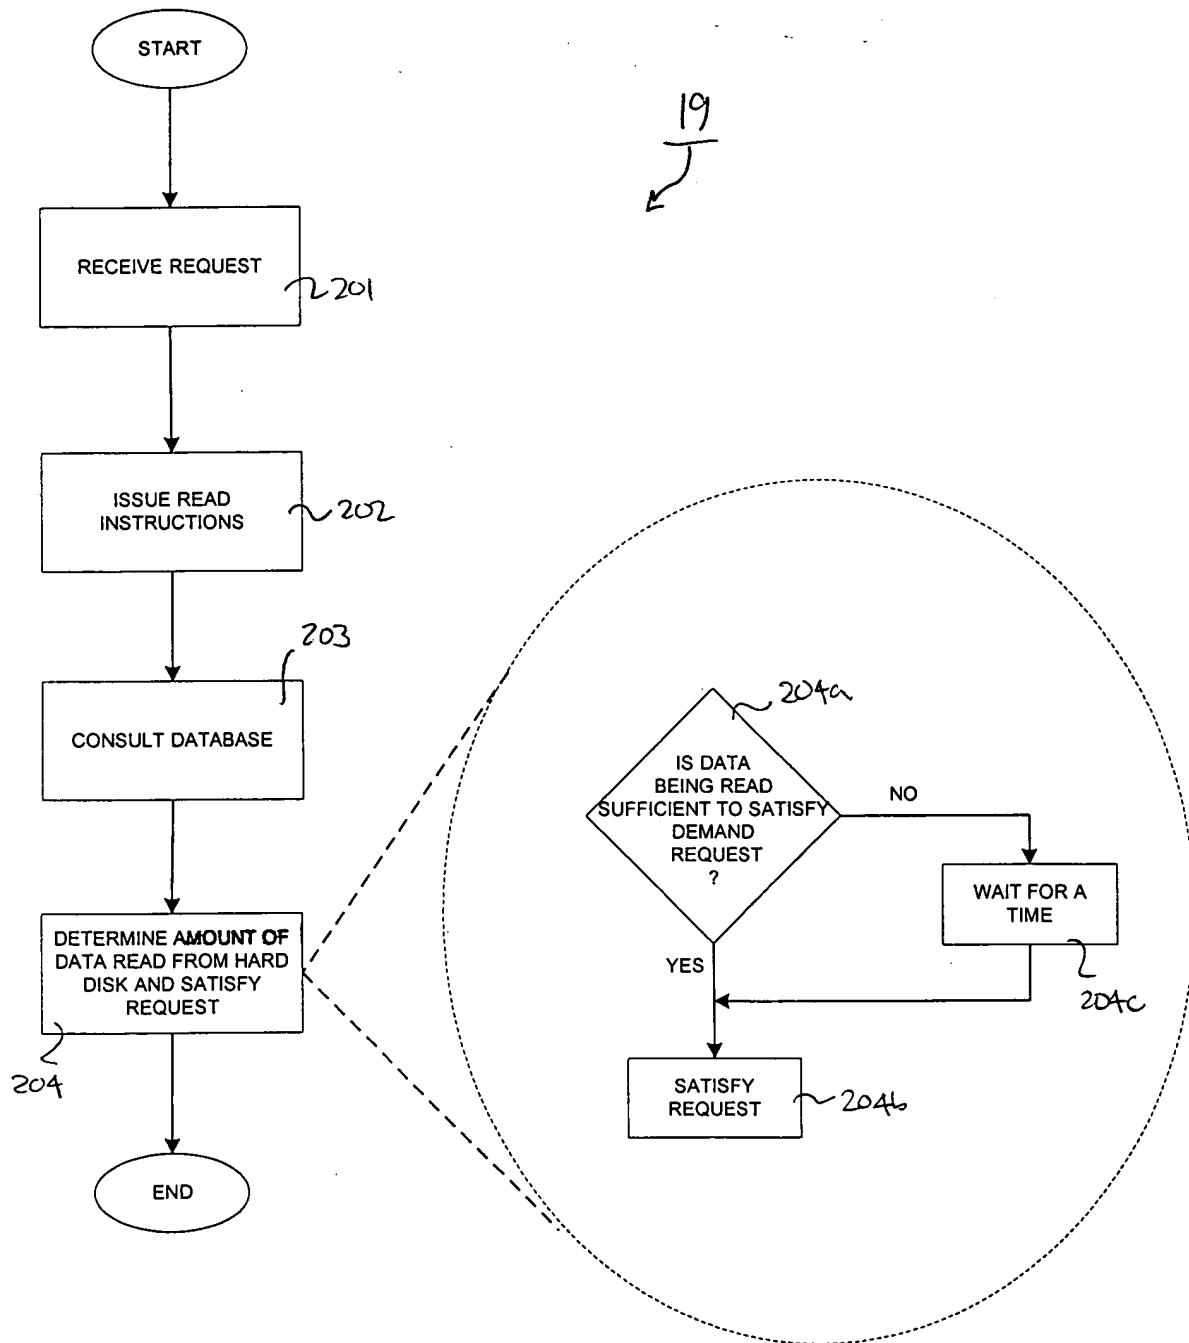 START
19
RECEIVE REQUEST
201
ISSUE READ
INSTRUCTIONS
202
203
CONSULT DATABASE
DETERMINE AMOUNT OF
DATA READ FROM HARD
DISK AND SATISFY
REQUEST
204
END
204a
IS DATA
BEING READ
SUFFICIENT TO SATISFY
DEMAND
REQUEST
?
NO
WAIT FOR A
TIME
204c
YES
SATISFY
REQUEST
204b